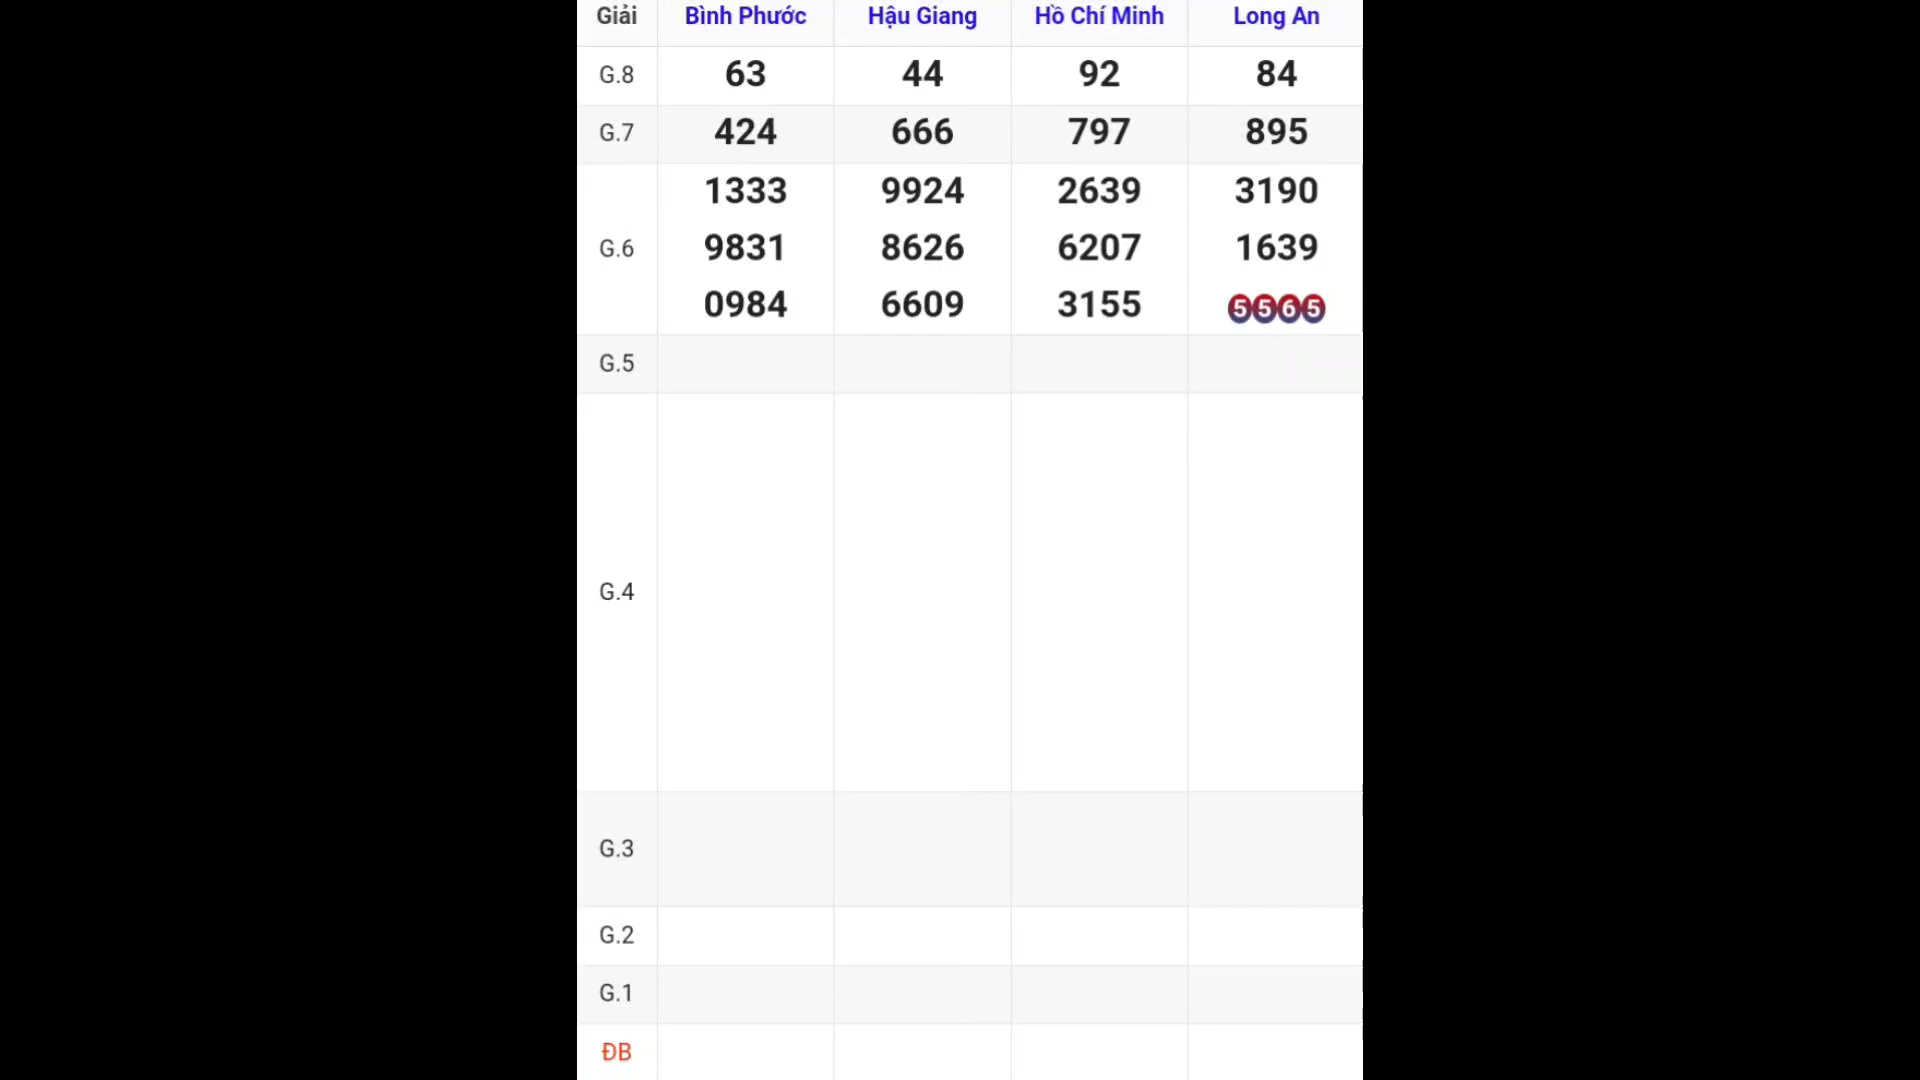 Giải Bình Phước Hậu Giang Hồ Chí Minh Long An
G.8 63 44 92 84
G.7 424 666 797 895
1333 9924 2639 3190
G.6 9831 8626 6207 1639
0984 6609 3155 5565
G.5
G.4
G.3
G.2
G.1
ĐB